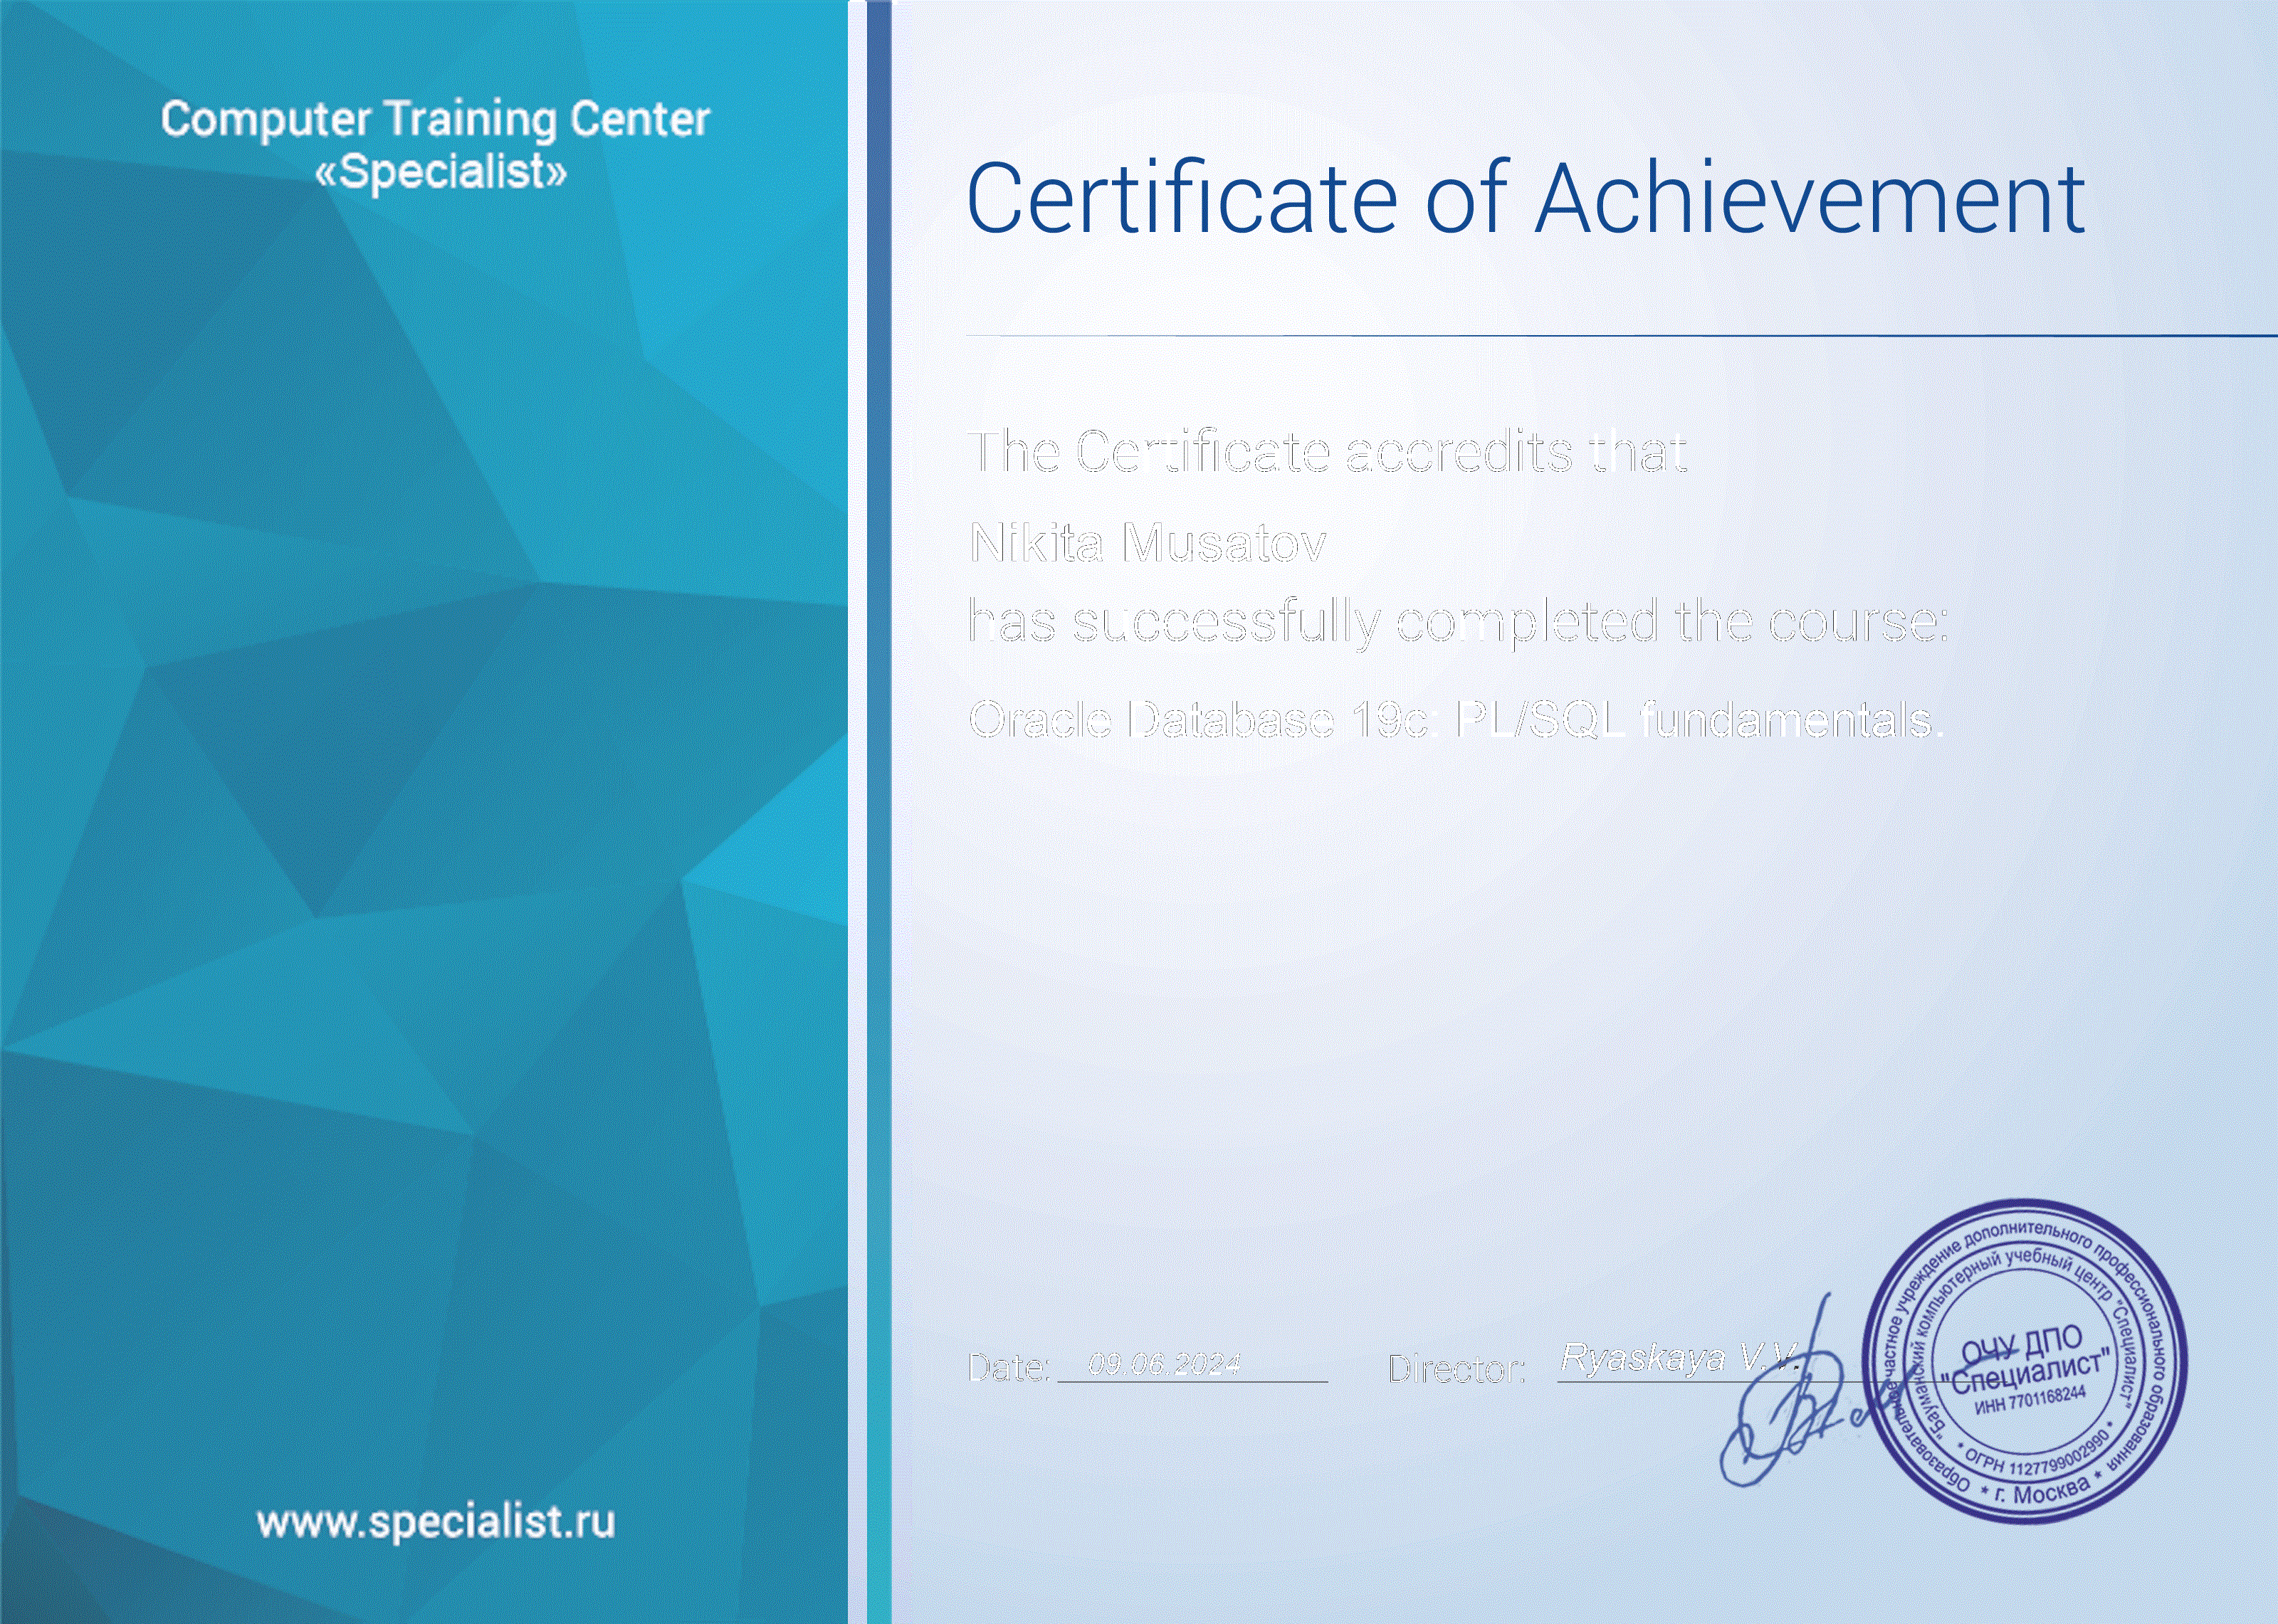 Computer Training Center
«Specialist»
Certificate of Achievement
The Certificate accredits that
Nikita Musatov
has successfully completed the course:
Oracle Database 19c: PL/SQL fundamentals.
Date: 09.06.2024 Director: Ryaskaya V.V.
Образовательное частное учреждение дополнительного профессионального образования
"Бауманский компьютерный учебный центр "Специалист"
ОЧУ ДПО
"Специалист"
ИНН 7701168244
* ОГРН 1127799002990 *
* г. Москва *
www.specialist.ru